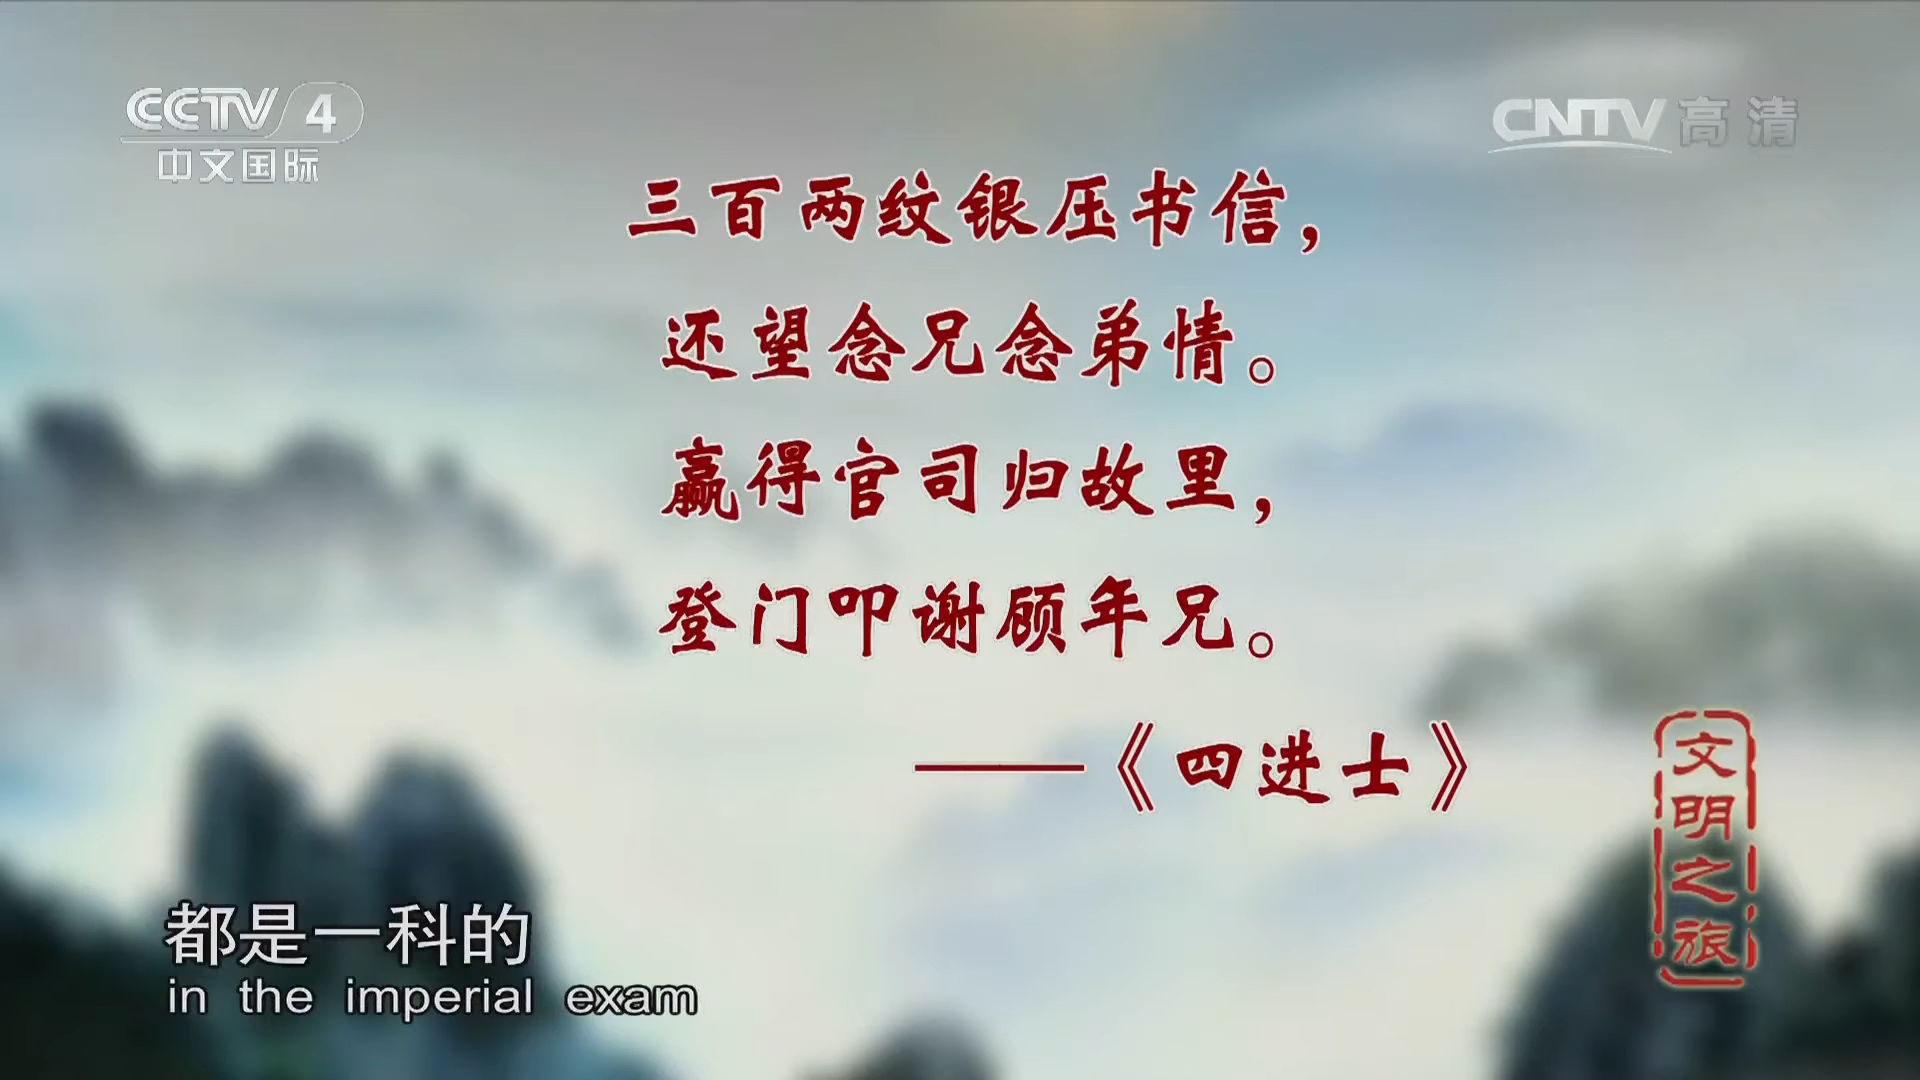 CCTV 4
中文国际
CNTV高清
三百两纹银压书信，
还望念兄念弟情。
赢得官司归故里，
登门叩谢顾年兄。
——《四进士》
文明之旅
都是一科的
in the imperial exam